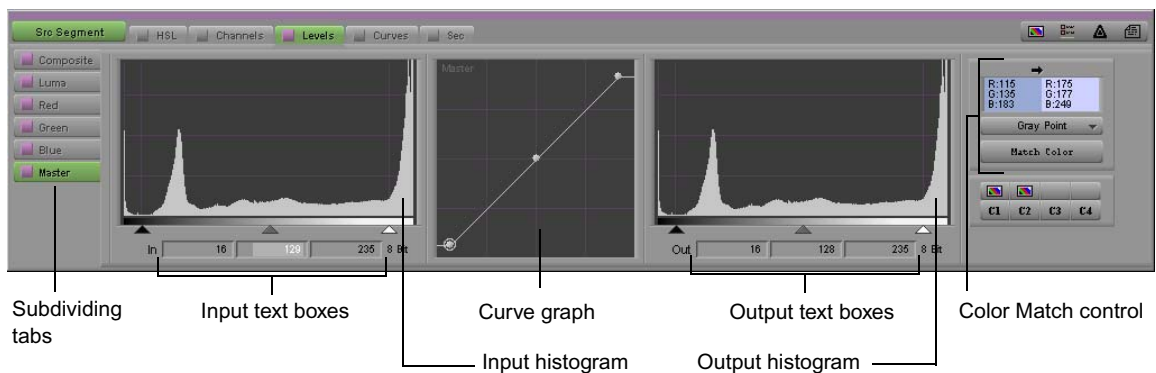 Src Segment HSL Channels Levels Curves Sec
Composite
Luma
Red
Green
Blue
Master
Master
In 16 129 235 8 Bit
Out 16 128 235 8 Bit
R:115 R:175
G:135 G:177
B:183 B:249
Gray Point
Match Color
C1 C2 C3 C4
Subdividing
tabs
Input text boxes
Curve graph
Output text boxes
Color Match control
Input histogram
Output histogram